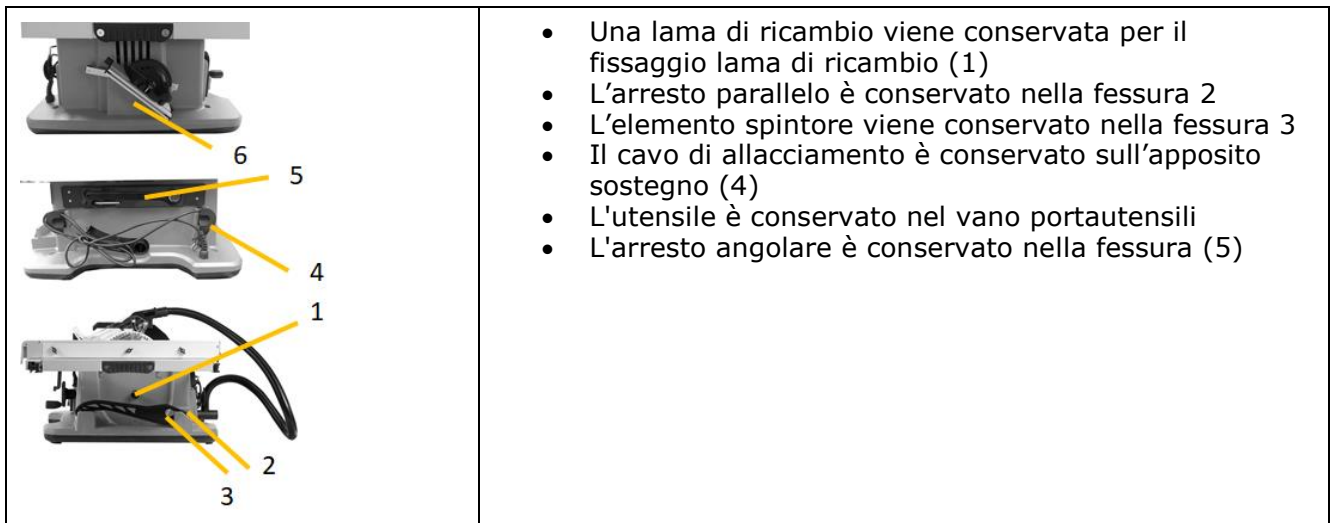 6
5
4
1
2
3
• Una lama di ricambio viene conservata per il
fissaggio lama di ricambio (1)
• L’arresto parallelo è conservato nella fessura 2
• L’elemento spintore viene conservato nella fessura 3
• Il cavo di allacciamento è conservato sull’apposito
sostegno (4)
• L'utensile è conservato nel vano portautensili
• L'arresto angolare è conservato nella fessura (5)